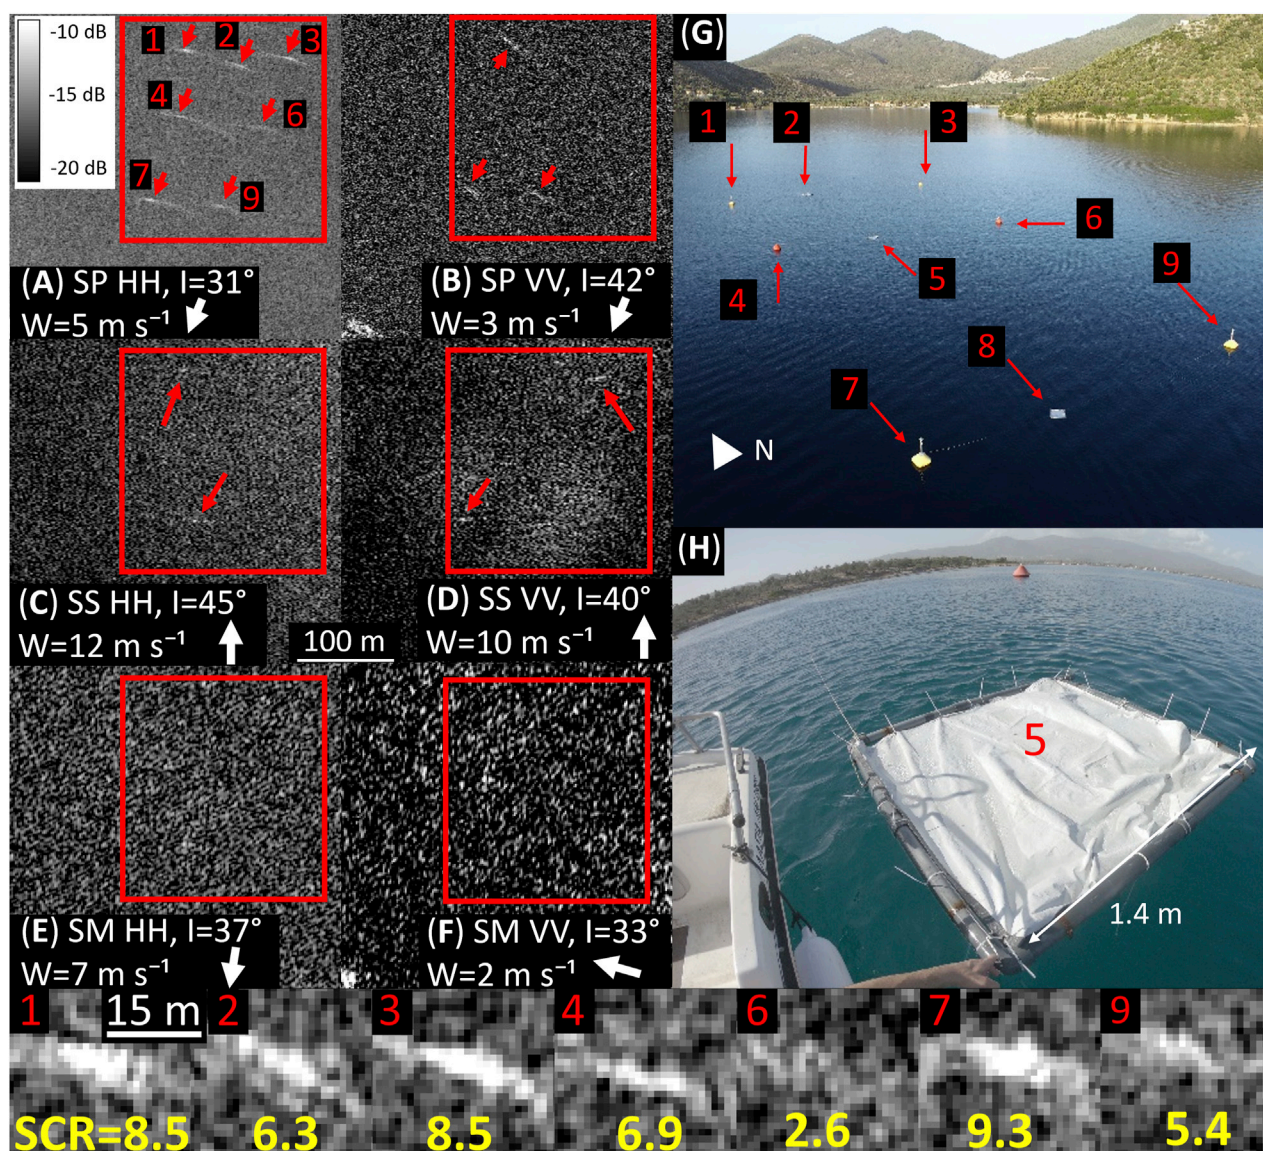 -10 dB
-15 dB
-20 dB
1
2
3
4
6
7
9
(A) SP HH, I=31°
W=5 m s⁻¹
(B) SP VV, I=42°
W=3 m s⁻¹
(C) SS HH, I=45°
W=12 m s⁻¹
100 m
(D) SS VV, I=40°
W=10 m s⁻¹
(E) SM HH, I=37°
W=7 m s⁻¹
(F) SM VV, I=33°
W=2 m s⁻¹
(G)
1
2
3
4
5
6
7
8
9
N
(H)
5
1.4 m
1
15 m
2
3
4
6
7
9
SCR=8.5
6.3
8.5
6.9
2.6
9.3
5.4